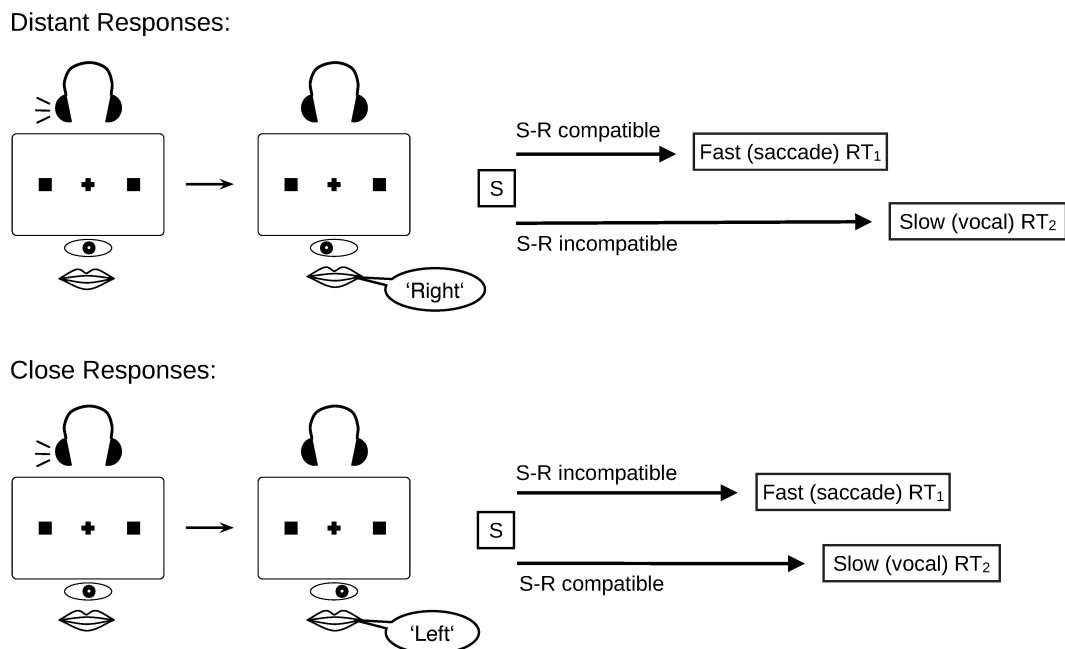 Distant Responses:
S-R compatible
Fast (saccade) RT₁
S
Slow (vocal) RT₂
S-R incompatible
‘Right‘
Close Responses:
S-R incompatible
Fast (saccade) RT₁
S
Slow (vocal) RT₂
S-R compatible
‘Left‘